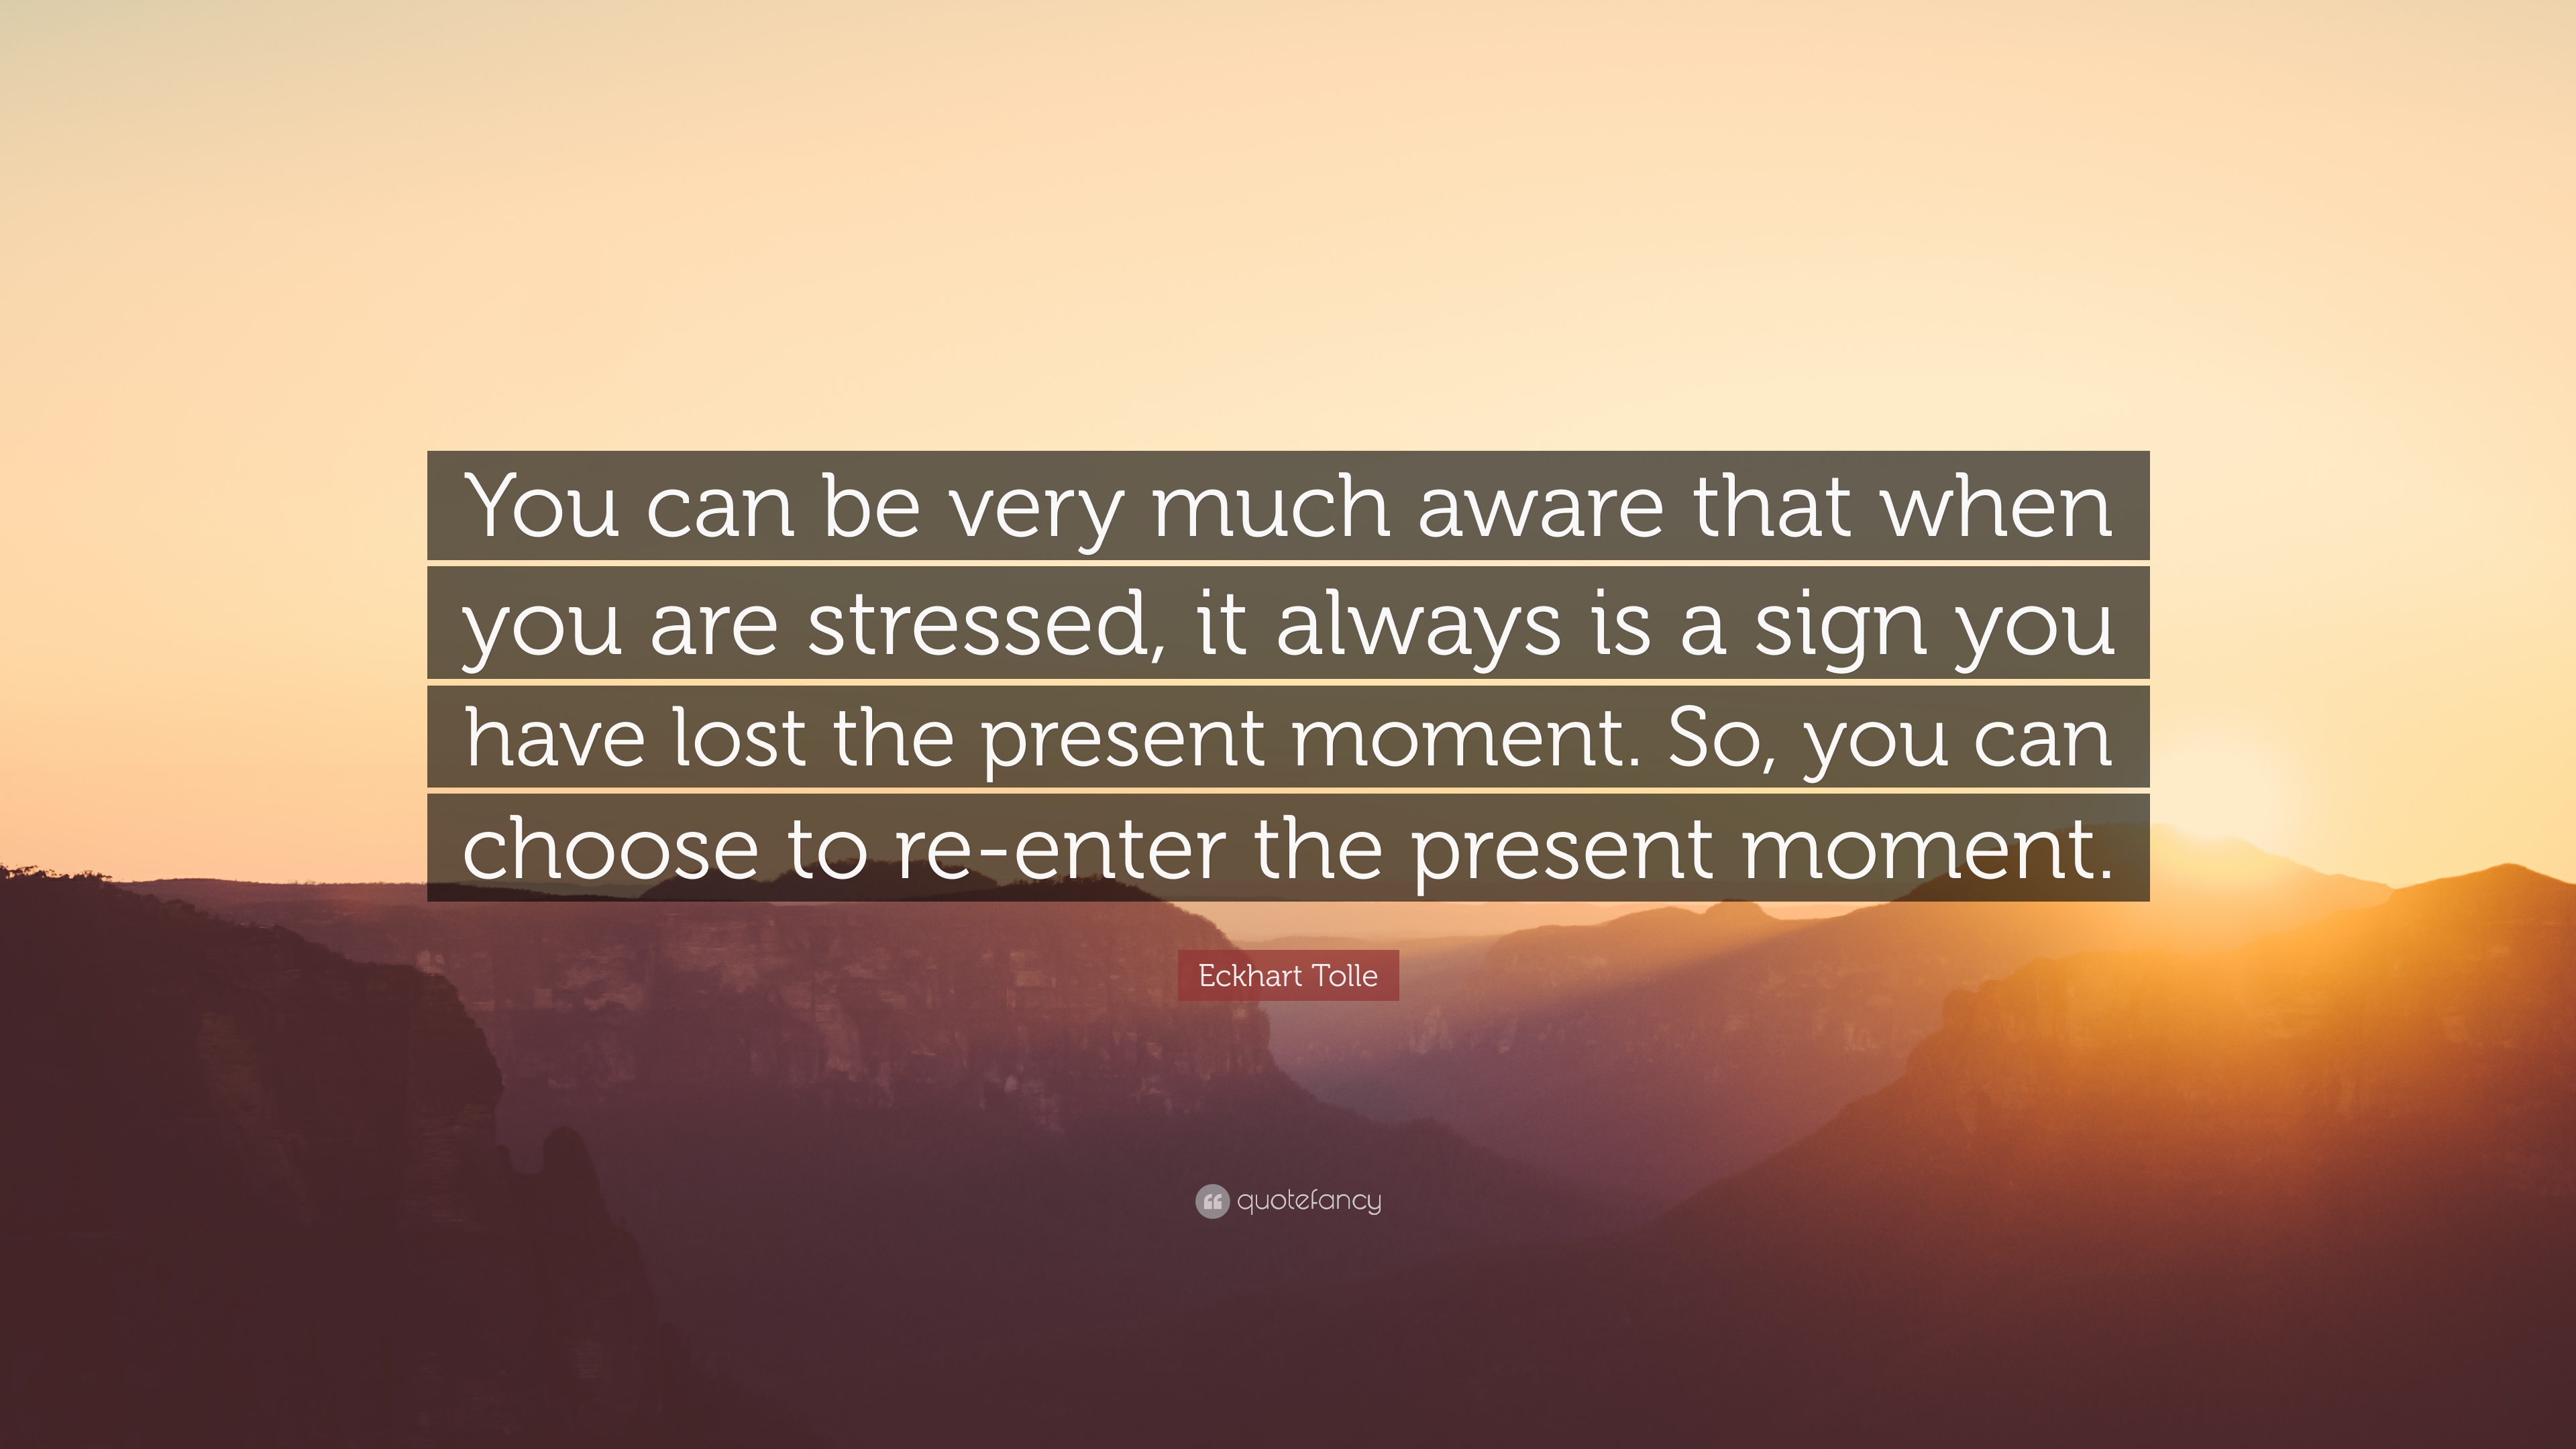 You can be very much aware that when
you are stressed, it always is a sign you
have lost the present moment. So, you can
choose to re-enter the present moment.
Eckhart Tolle
quotefancy